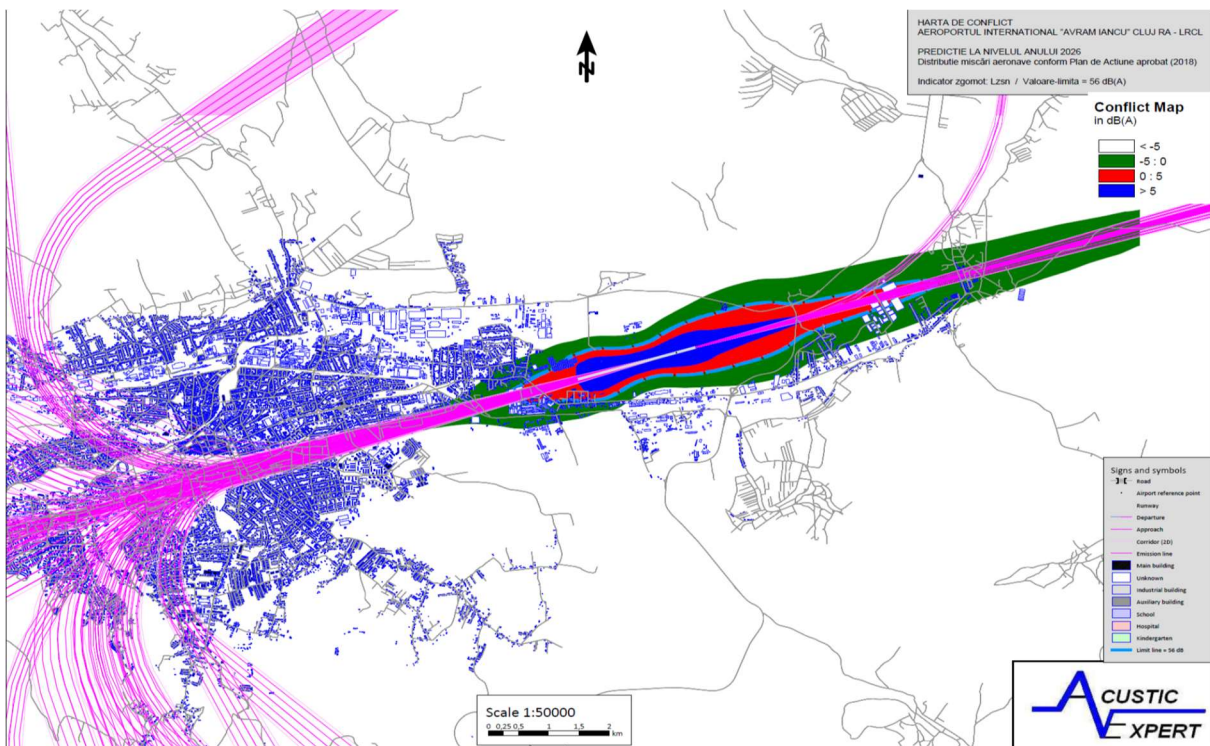 HARTA DE CONFLICT
AEROPORTUL INTERNATIONAL "AVRAM IANCU" CLUJ RA - LRCL
PREDICTIE LA NIVELUL ANULUI 2026
Distributie miscări aeronave conform Plan de Actiune aprobat (2018)
Indicator zgomot: Lzsn / Valoare-limita = 56 dB(A)
N
Conflict Map
in dB(A)
< -5
-5 : 0
0 : 5
> 5
Signs and symbols
Road
Airport reference point
Runway
Departure
Approach
Corridor (2D)
Emission line
Main building
Unknown
Industrial building
Auxiliary building
School
Hospital
Kindergarten
Limit line = 56 dB
Scale 1:50000
0 0,25 0,5 1 1,5 2
km
ACUSTIC
EXPERT